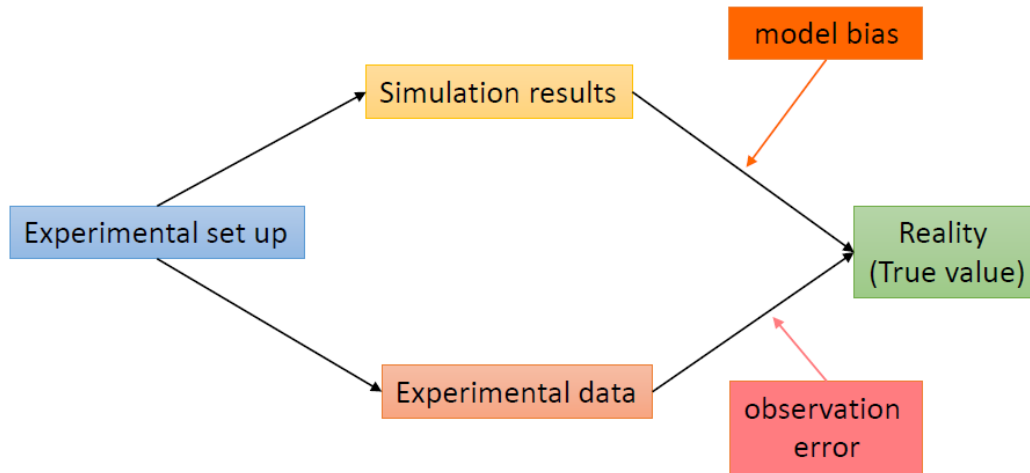 model bias
Simulation results
Experimental set up
Reality
(True value)
Experimental data
observation
error